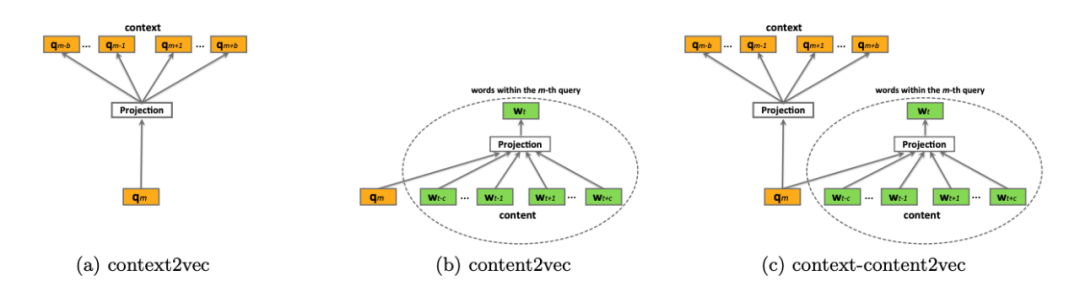 context
q_{m-b} ... q_{m-1} q_{m+1} ... q_{m+b}
Projection
q_m
(a) context2vec
words within the m-th query
w_t
Projection
q_m w_{t-c} ... w_{t-1} w_{t+1} ... w_{t+c}
content
(b) content2vec
context
q_{m-b} ... q_{m-1} q_{m+1} ... q_{m+b}
Projection
words within the m-th query
w_t
Projection
q_m w_{t-c} ... w_{t-1} w_{t+1} ... w_{t+c}
content
(c) context-content2vec